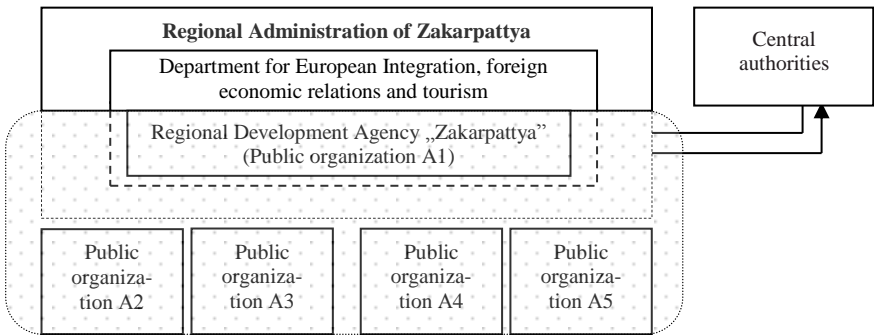 Regional Administration of Zakarpattya
Department for European Integration, foreign
economic relations and tourism
Regional Development Agency „Zakarpattya”
(Public organization A1)
Central
authorities
Public
organiza-
tion A2
Public
organiza-
tion A3
Public
organiza-
tion A4
Public
organiza-
tion A5